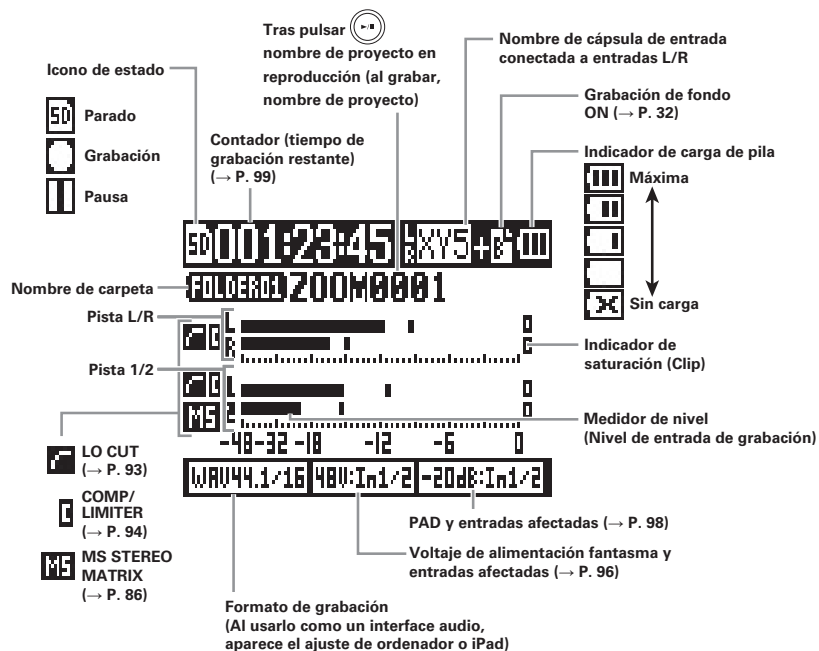 Tras pulsar
nombre de proyecto en
reproducción (al grabar,
nombre de proyecto)
Nombre de cápsula de entrada
conectada a entradas L/R
Icono de estado
SD Parado
Grabación
Pausa
Contador (tiempo de
grabación restante)
(→ P. 99)
Grabación de fondo
ON (→ P. 32)
Indicador de carga de pila
Máxima
Sin carga
SD 001:23:45 L R XY5 + B
Nombre de carpeta
FOLDER01 ZOOM0001
Pista L/R
L
R
Indicador de
saturación (Clip)
Pista 1/2
1
2
MS
Medidor de nivel
(Nivel de entrada de grabación)
-48 -32 -18 -12 -6 0
LO CUT
(→ P. 93)
WAV44.1/16 48V:In1/2 -20dB:In1/2
COMP/
LIMITER
(→ P. 94)
PAD y entradas afectadas (→ P. 98)
MS MS STEREO
MATRIX
(→ P. 86)
Voltaje de alimentación fantasma y
entradas afectadas (→ P. 96)
Formato de grabación
(Al usarlo como un interface audio,
aparece el ajuste de ordenador o iPad)